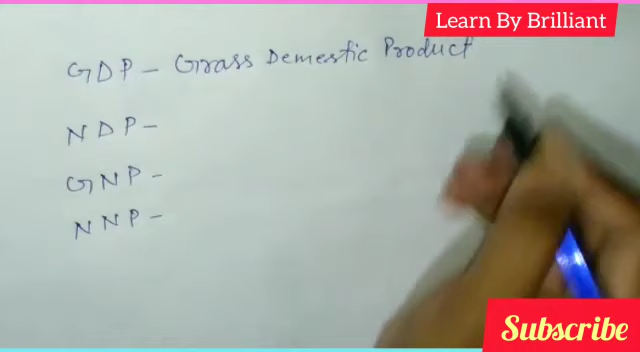 Learn By Brilliant
GDP - Grass Demestic Product
NDP -
GNP -
NNP -
Subscribe